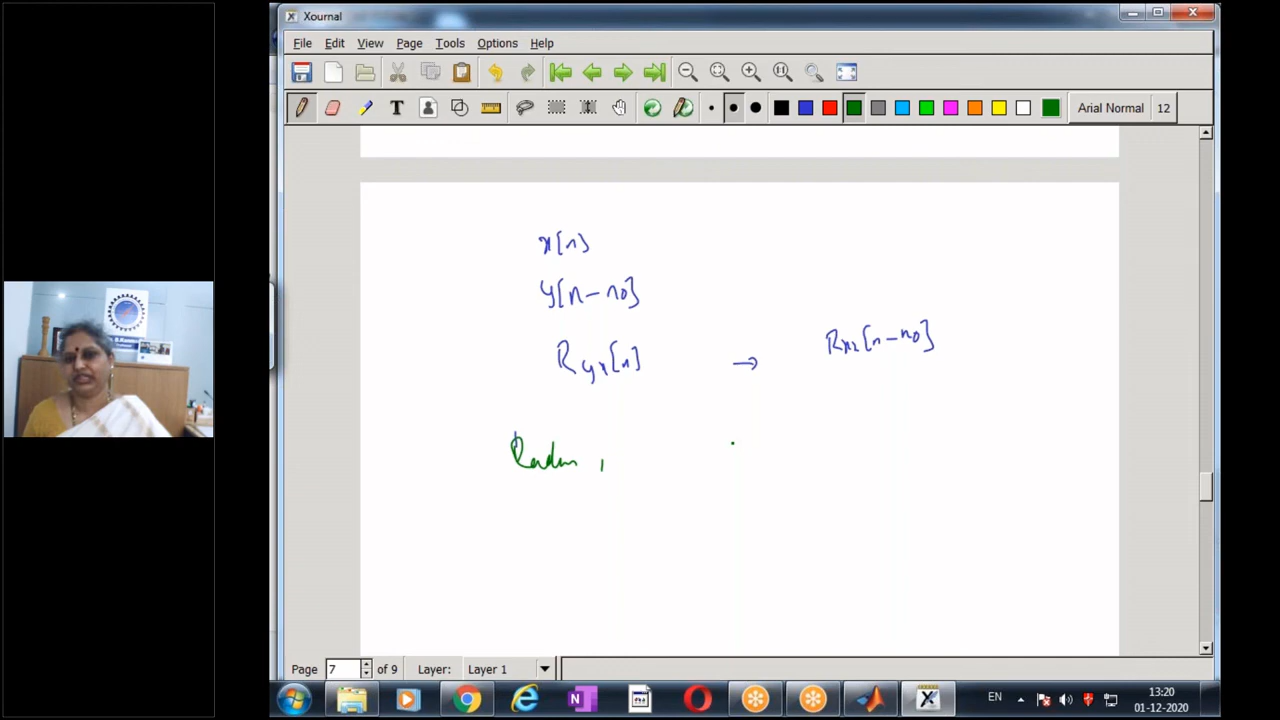 Xournal
File Edit View Page Tools Options Help
Arial Normal 12
x[n]
y[n-n0]
Ryx[n] → Rxx[n-n0]
Radar ,
Page 7 of 9 Layer: Layer 1
EN 13:20
01-12-2020